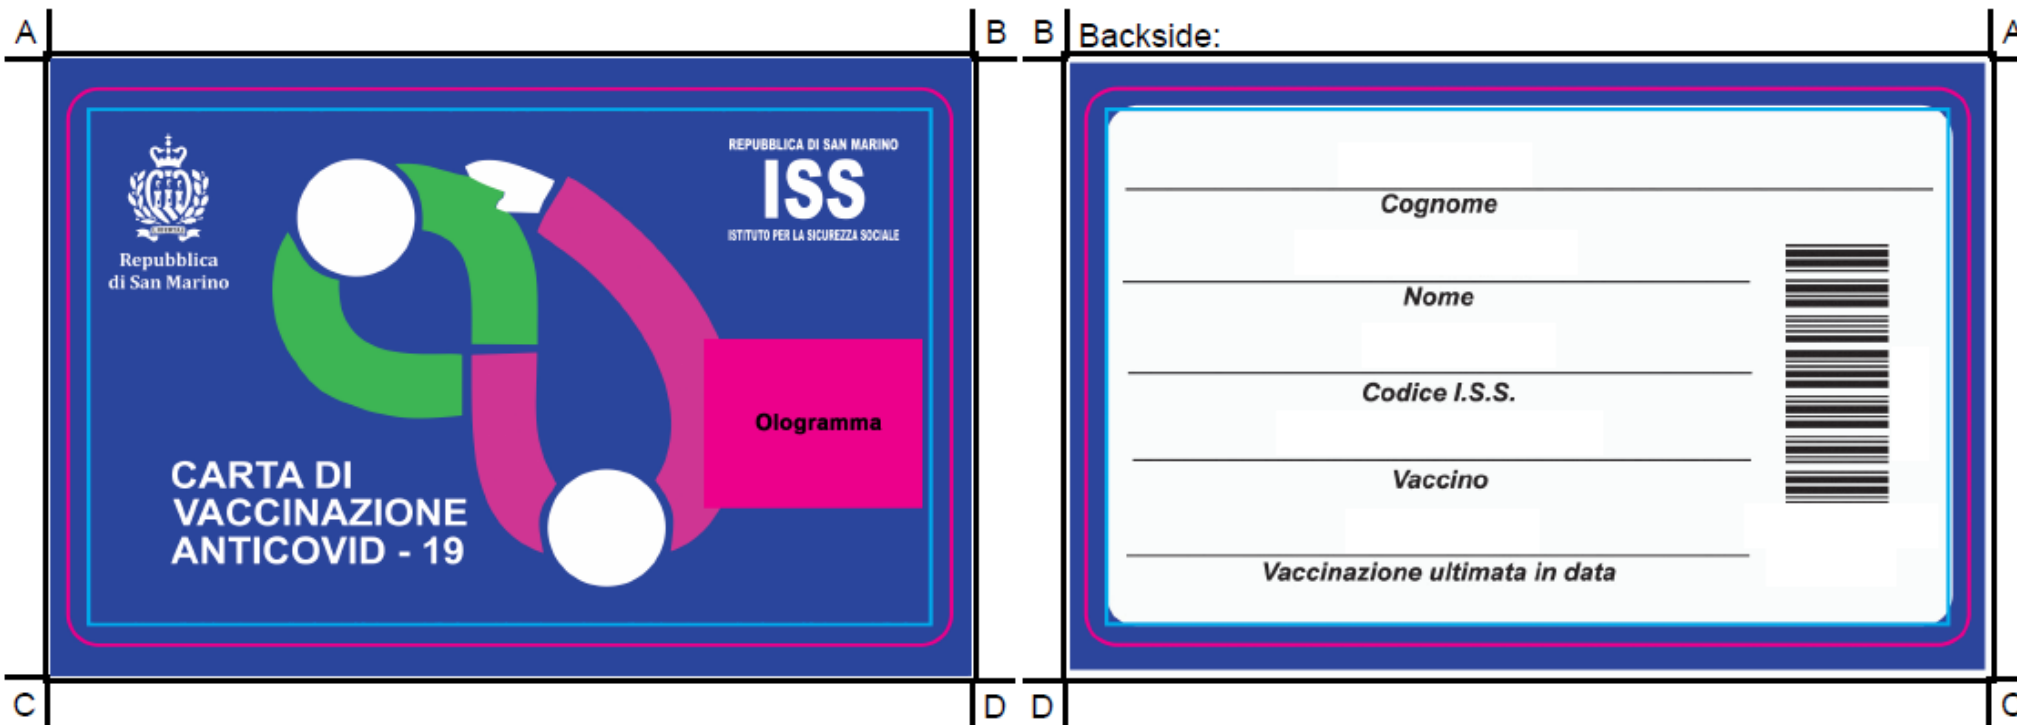 A
B
B
Backside:
A
REPUBBLICA DI SAN MARINO
ISS
ISTITUTO PER LA SICUREZZA SOCIALE
Repubblica
di San Marino
Ologramma
CARTA DI
VACCINAZIONE
ANTICOVID - 19
Cognome
Nome
Codice I.S.S.
Vaccino
Vaccinazione ultimata in data
C
D
D
C